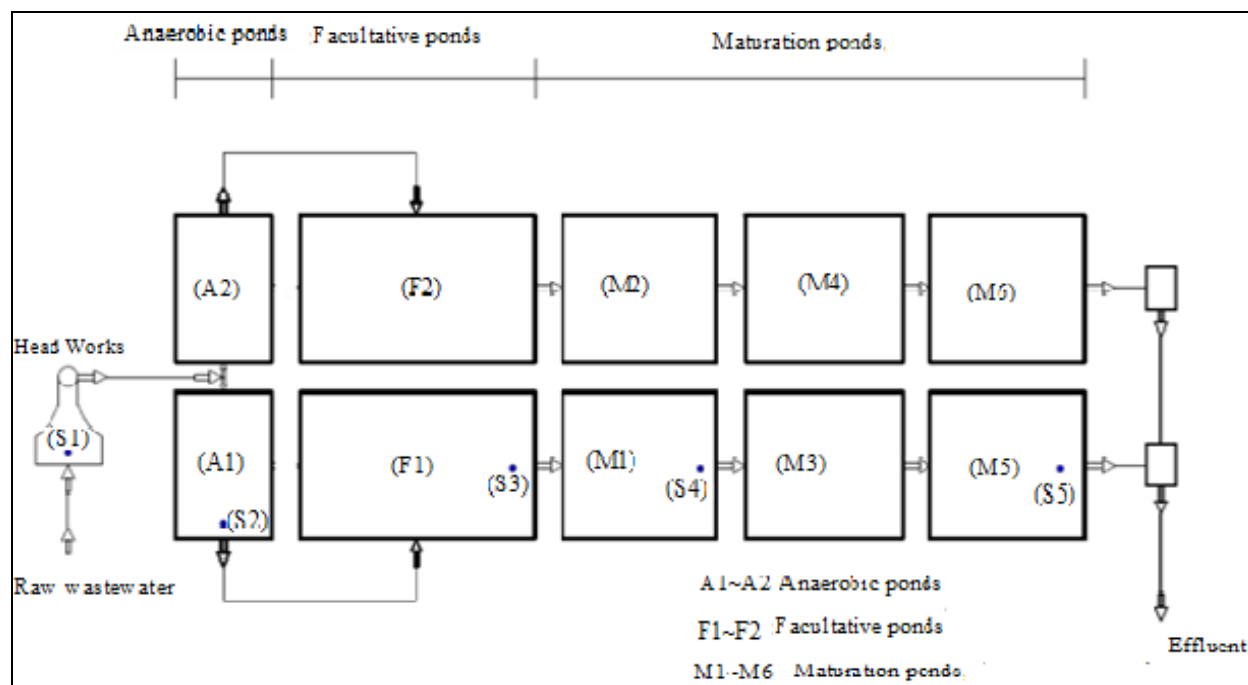 Anaerobic ponds Facultative ponds Maturation ponds
(A2) (F2) (M2) (M4) (M6)
Head Works
(S1)
(A1) (F1) (M1) (M3) (M5)
(S3) (S4) (S5)
(S2)
Raw wastewater
A1~A2 Anaerobic ponds
F1~F2 Facultative ponds
M1~M6 Maturation ponds
Effluent